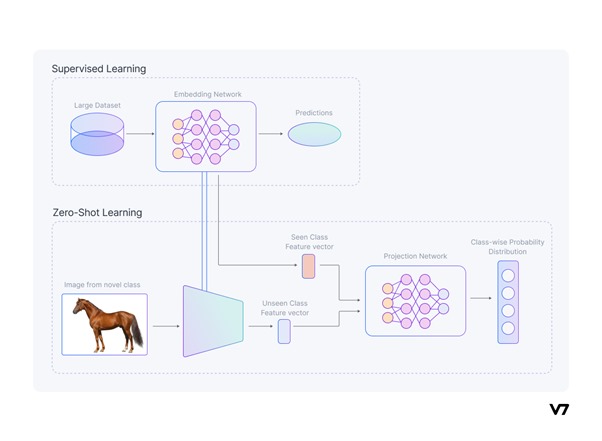 Supervised Learning
Embedding Network
Large Dataset
Predictions
Zero-Shot Learning
Seen Class
Feature vector
Class-wise Probability
Distribution
Projection Network
Image from novel class
Unseen Class
Feature vector
V7